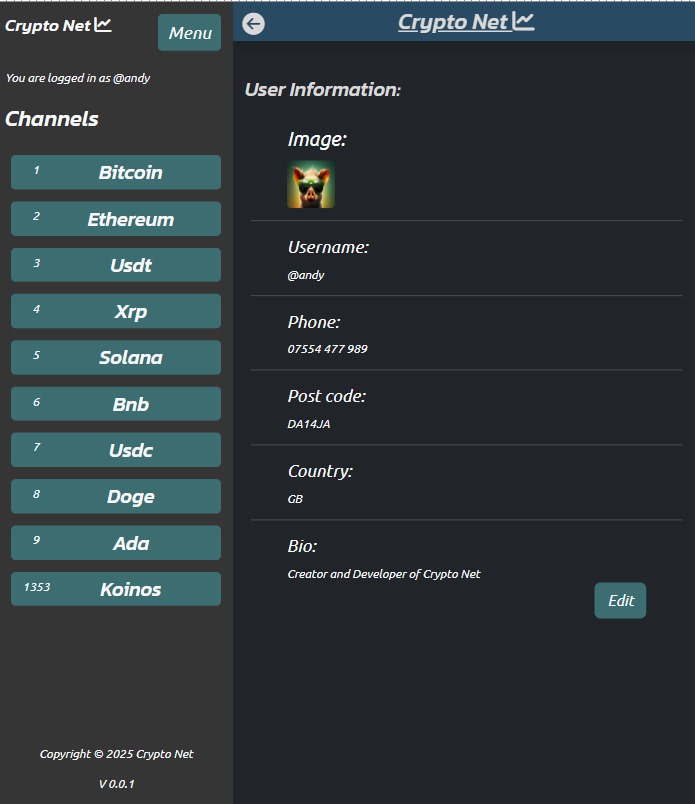 Crypto Net
Menu
You are logged in as @andy
Channels
1 Bitcoin
2 Ethereum
3 Usdt
4 Xrp
5 Solana
6 Bnb
7 Usdc
8 Doge
9 Ada
1353 Koinos
Copyright © 2025 Crypto Net
V 0.0.1
Crypto Net
User Information:
Image:
Username:
@andy
Phone:
07554 477 989
Post code:
DA14JA
Country:
GB
Bio:
Creator and Developer of Crypto Net
Edit